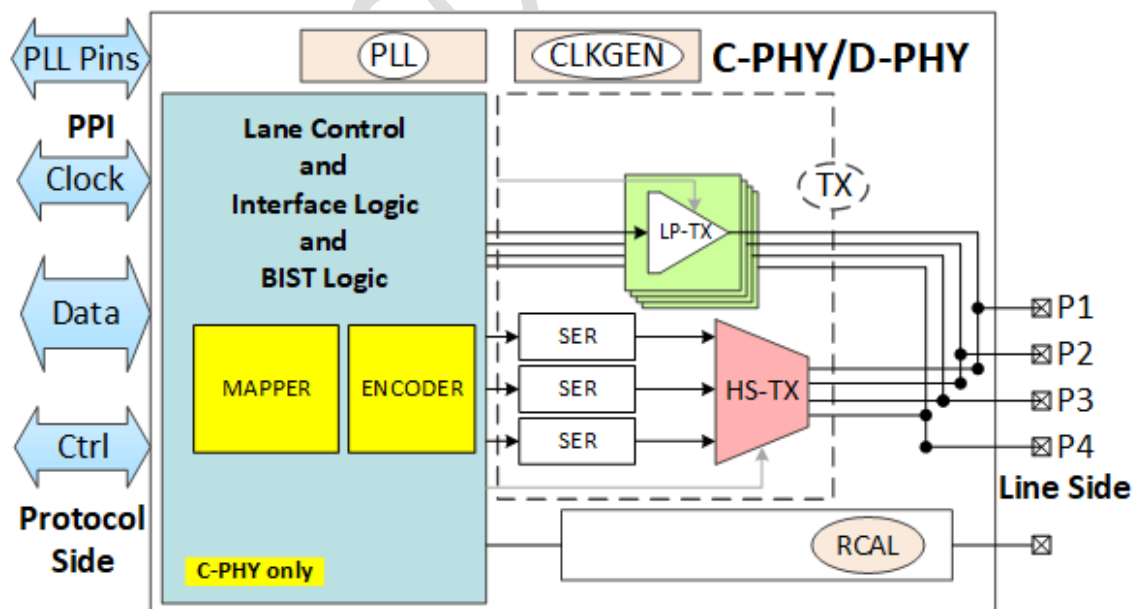 PLL Pins
PPI
Clock
Data
Ctrl
Protocol
Side
PLL
CLKGEN
C-PHY/D-PHY
Lane Control
and
Interface Logic
and
BIST Logic
MAPPER
ENCODER
C-PHY only
TX
LP-TX
SER
SER
SER
HS-TX
RCAL
P1
P2
P3
P4
Line Side